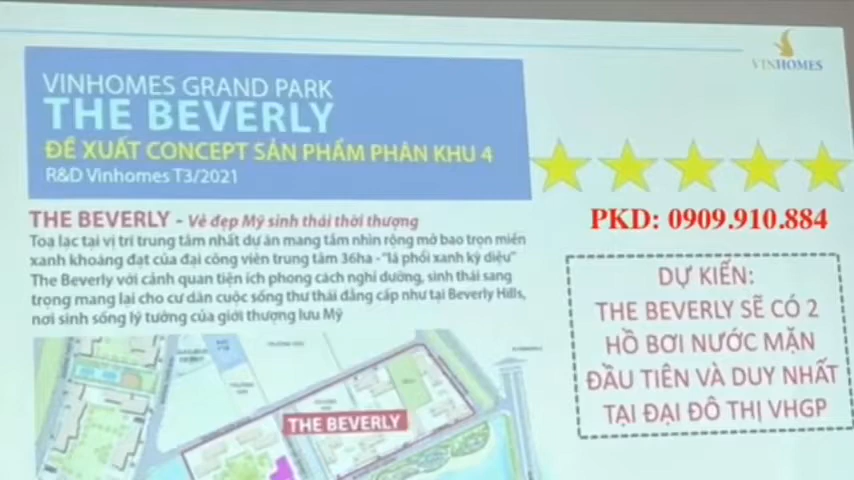 VINHOMES
VINHOMES GRAND PARK
THE BEVERLY
ĐỀ XUẤT CONCEPT SẢN PHẨM PHÂN KHU 4
R&D Vinhomes T3/2021
PKD: 0909.910.884
THE BEVERLY - Vẻ đẹp Mỹ sinh thái thời thượng
Toạ lạc tại vị trí trung tâm nhất dự án mang tầm nhìn rộng mở bao trọn miền
xanh khoáng đạt của đại công viên trung tâm 36ha - "lá phổi xanh kỳ diệu"
The Beverly với cảnh quan tiện ích phong cách nghỉ dưỡng, sinh thái sang
trọng mang lại cho cư dân cuộc sống thư thái đẳng cấp như tại Beverly Hills,
nơi sinh sống lý tưởng của giới thượng lưu Mỹ
DỰ KIẾN:
THE BEVERLY SẼ CÓ 2
HỒ BƠI NƯỚC MẶN
ĐẦU TIÊN VÀ DUY NHẤT
TẠI ĐẠI ĐÔ THỊ VHGP
THE BEVERLY